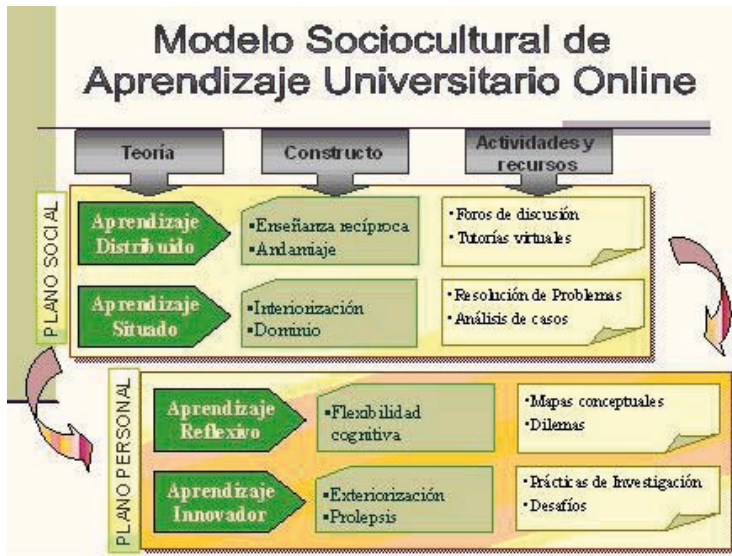 Modelo Sociocultural de
Aprendizaje Universitario Online
Teoría
Constructo
Actividades y
recursos
PLANO SOCIAL
Aprendizaje
Distribuido
▪Enseñanza recíproca
▪Andamiaje
•Foros de discusión
•Tutorías virtuales
Aprendizaje
Situado
▪Interiorización
▪Dominio
•Resolución de Problemas
•Análisis de casos
PLANO PERSONAL
Aprendizaje
Reflexivo
▪Flexibilidad
cognitiva
•Mapas conceptuales
•Dilemas
Aprendizaje
Innovador
▪Exteriorización
▪Prolepsis
•Prácticas de Investigación
•Desafíos